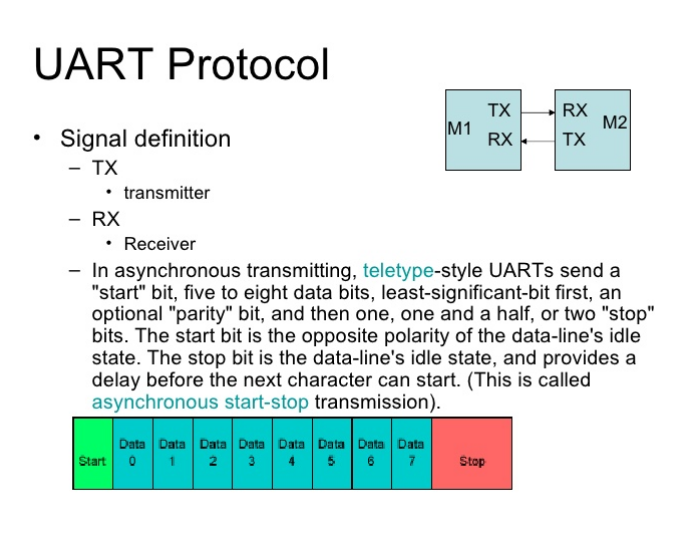 UART Protocol
TX
RX
M1
RX
TX
M2
• Signal definition
– TX
• transmitter
– RX
• Receiver
– In asynchronous transmitting, teletype-style UARTs send a
"start" bit, five to eight data bits, least-significant-bit first, an
optional "parity" bit, and then one, one and a half, or two "stop"
bits. The start bit is the opposite polarity of the data-line's idle
state. The stop bit is the data-line's idle state, and provides a
delay before the next character can start. (This is called
asynchronous start-stop transmission).
Start
Data 0
Data 1
Data 2
Data 3
Data 4
Data 5
Data 6
Data 7
Stop